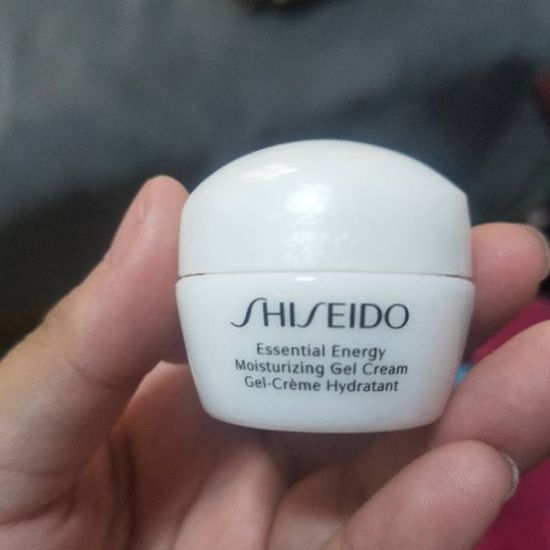 SHISEIDO
Essential Energy
Moisturizing Gel Cream
Gel-Crème Hydratant